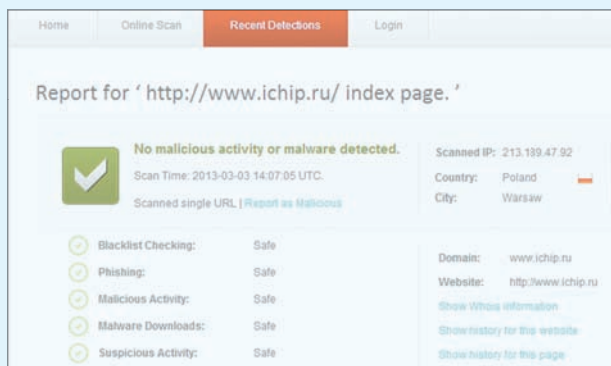 Home Online Scan Recent Detections Login
Report for ‘ http://www.ichip.ru/ index page. ’
No malicious activity or malware detected.
Scan Time: 2013-03-03 14:07:05 UTC.
Scanned single URL | Report as Malicious
Scanned IP: 213.189.47.92
Country: Poland
City: Warsaw
Blacklist Checking: Safe
Phishing: Safe
Malicious Activity: Safe
Malware Downloads: Safe
Suspicious Activity: Safe
Domain: www.ichip.ru
Website: http://www.ichip.ru
Show Whois information
Show history for this website
Show history for this page